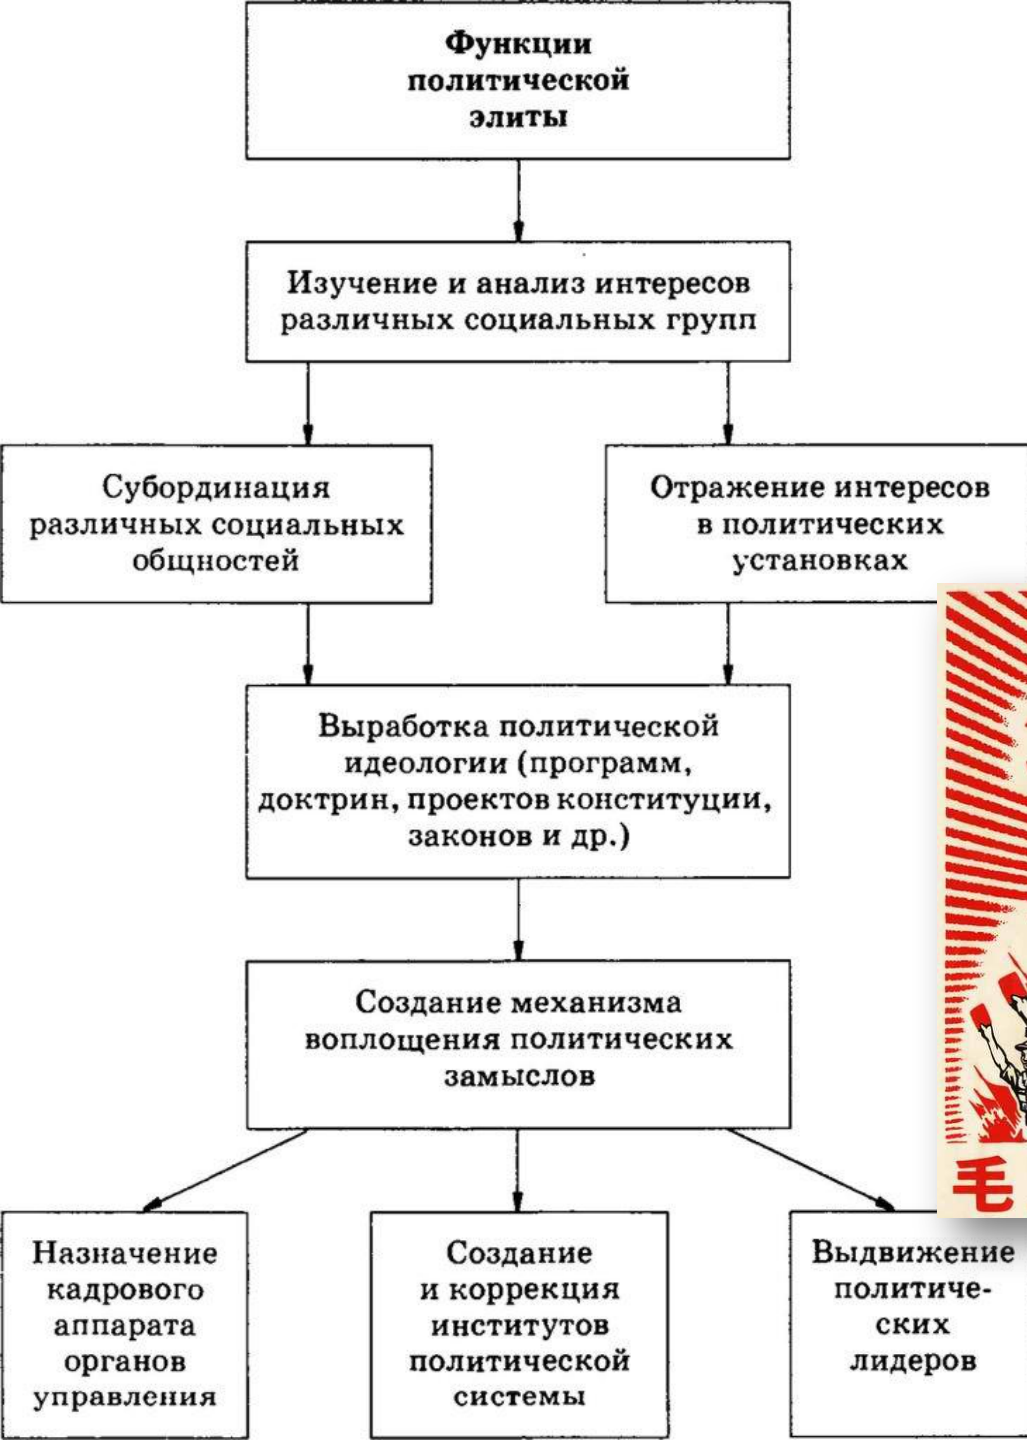 Функции
политической
элиты
Изучение и анализ интересов
различных социальных групп
Субординация
различных социальных
общностей
Отражение интересов
в политических
установках
Выработка политической
идеологии (программ,
доктрин, проектов конституции,
законов и др.)
Создание механизма
воплощения политических
замыслов
毛
Назначение
кадрового
аппарата
органов
управления
Создание
и коррекция
институтов
политической
системы
Выдвижение
политиче-
ских
лидеров